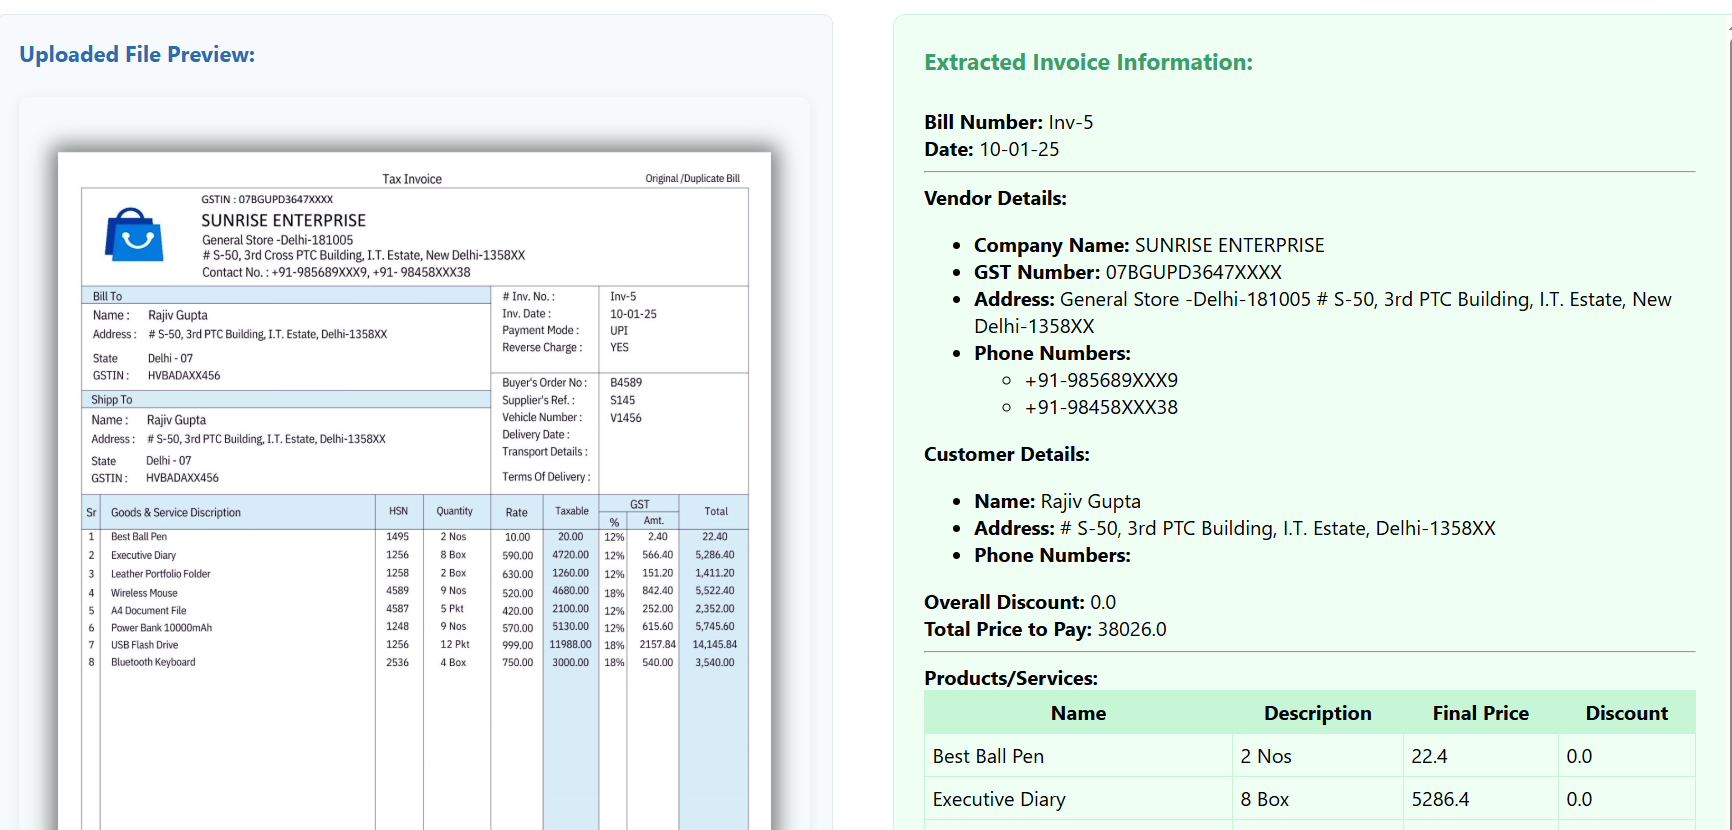 Uploaded File Preview:
Tax Invoice
Original /Duplicate Bill
GSTIN : 07BGUPD3647XXXX
SUNRISE ENTERPRISE
General Store -Delhi-181005
# S-50, 3rd Cross PTC Building, I.T. Estate, New Delhi-1358XX
Contact No. : +91-985689XXX9, +91- 98458XXX38
Bill To
Name : Rajiv Gupta
Address : # S-50, 3rd PTC Building, I.T. Estate, Delhi-1358XX
State Delhi - 07
GSTIN : HVBADAXX456
Shipp To
Name : Rajiv Gupta
Address : # S-50, 3rd PTC Building, I.T. Estate, Delhi-1358XX
State Delhi - 07
GSTIN : HVBADAXX456
# Inv. No. : Inv-5
Inv. Date : 10-01-25
Payment Mode : UPI
Reverse Charge : YES
Buyer's Order No : B4589
Supplier's Ref. : S145
Vehicle Number : V1456
Delivery Date :
Transport Details :
Terms Of Delivery :
Sr Goods & Service Discription HSN Quantity Rate Taxable GST Total
% Amt.
1 Best Ball Pen 1495 2 Nos 10.00 20.00 12% 2.40 22.40
2 Executive Diary 1256 8 Box 590.00 4720.00 12% 566.40 5,286.40
3 Leather Portfolio Folder 1258 2 Box 630.00 1260.00 12% 151.20 1,411.20
4 Wireless Mouse 4589 9 Nos 520.00 4680.00 18% 842.40 5,522.40
5 A4 Document File 4587 5 Pkt 420.00 2100.00 12% 252.00 2,352.00
6 Power Bank 10000mAh 1248 9 Nos 570.00 5130.00 12% 615.60 5,745.60
7 USB Flash Drive 1256 12 Pkt 999.00 11988.00 18% 2157.84 14,145.84
8 Bluetooth Keyboard 2536 4 Box 750.00 3000.00 18% 540.00 3,540.00
Extracted Invoice Information:
Bill Number: Inv-5
Date: 10-01-25
Vendor Details:
Company Name: SUNRISE ENTERPRISE
GST Number: 07BGUPD3647XXXX
Address: General Store -Delhi-181005 # S-50, 3rd PTC Building, I.T. Estate, New
Delhi-1358XX
Phone Numbers:
+91-985689XXX9
+91-98458XXX38
Customer Details:
Name: Rajiv Gupta
Address: # S-50, 3rd PTC Building, I.T. Estate, Delhi-1358XX
Phone Numbers:
Overall Discount: 0.0
Total Price to Pay: 38026.0
Products/Services:
Name Description Final Price Discount
Best Ball Pen 2 Nos 22.4 0.0
Executive Diary 8 Box 5286.4 0.0